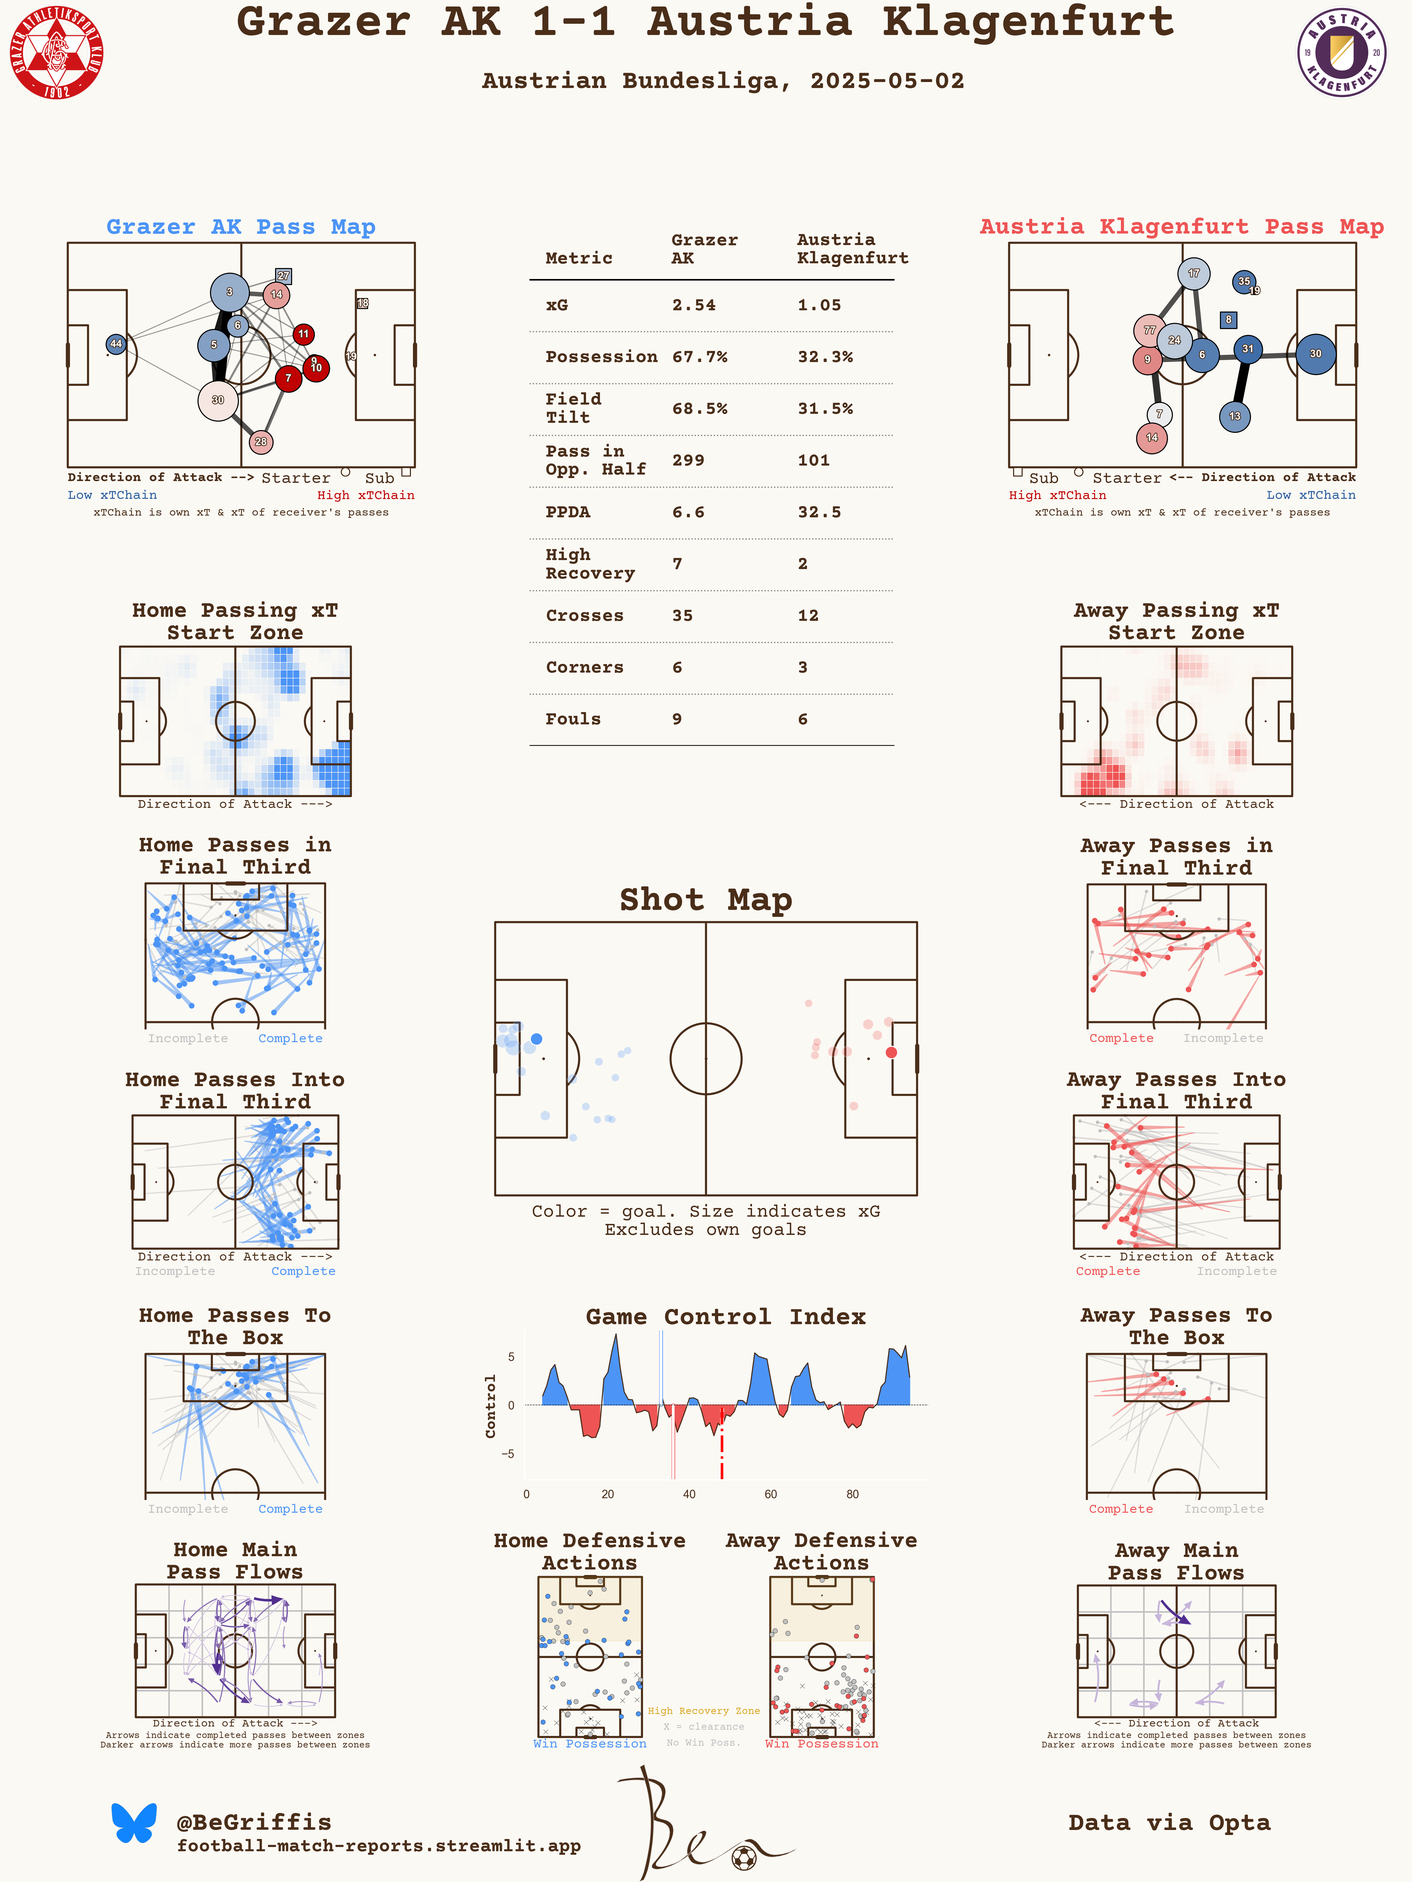 Grazer AK 1-1 Austria Klagenfurt
Austrian Bundesliga, 2025-05-02
GRAZER ATHLETIKSPORT KLUB
1902
AUSTRIA
19 20
KLAGENFURT
Grazer AK Pass Map
44
3
27
14
6
5
11
9
10
7
30
28
18
19
Direction of Attack --> Starter Sub
Low xTChain High xTChain
xTChain is own xT & xT of receiver's passes
Metric Grazer AK Austria Klagenfurt
xG 2.54 1.05
Possession 67.7% 32.3%
Field Tilt 68.5% 31.5%
Pass in Opp. Half 299 101
PPDA 6.6 32.5
High Recovery 7 2
Crosses 35 12
Corners 6 3
Fouls 9 6
Austria Klagenfurt Pass Map
17
35
19
8
77
24
9
6
31
30
7
13
14
Sub Starter <-- Direction of Attack
High xTChain Low xTChain
xTChain is own xT & xT of receiver's passes
Home Passing xT
Start Zone
Direction of Attack --->
Away Passing xT
Start Zone
<--- Direction of Attack
Home Passes in
Final Third
Incomplete Complete
Away Passes in
Final Third
Complete Incomplete
Shot Map
Color = goal. Size indicates xG
Excludes own goals
Home Passes Into
Final Third
Direction of Attack --->
Incomplete Complete
Away Passes Into
Final Third
<--- Direction of Attack
Complete Incomplete
Home Passes To
The Box
Incomplete Complete
Game Control Index
Control
5
0
−5
0 20 40 60 80
Away Passes To
The Box
Complete Incomplete
Home Main
Pass Flows
Direction of Attack --->
Arrows indicate completed passes between zones
Darker arrows indicate more passes between zones
Home Defensive
Actions
Win Possession
High Recovery Zone
X = clearance
No Win Poss.
Away Defensive
Actions
Win Possession
Away Main
Pass Flows
<--- Direction of Attack
Arrows indicate completed passes between zones
Darker arrows indicate more passes between zones
@BeGriffis
football-match-reports.streamlit.app
Ben
Data via Opta